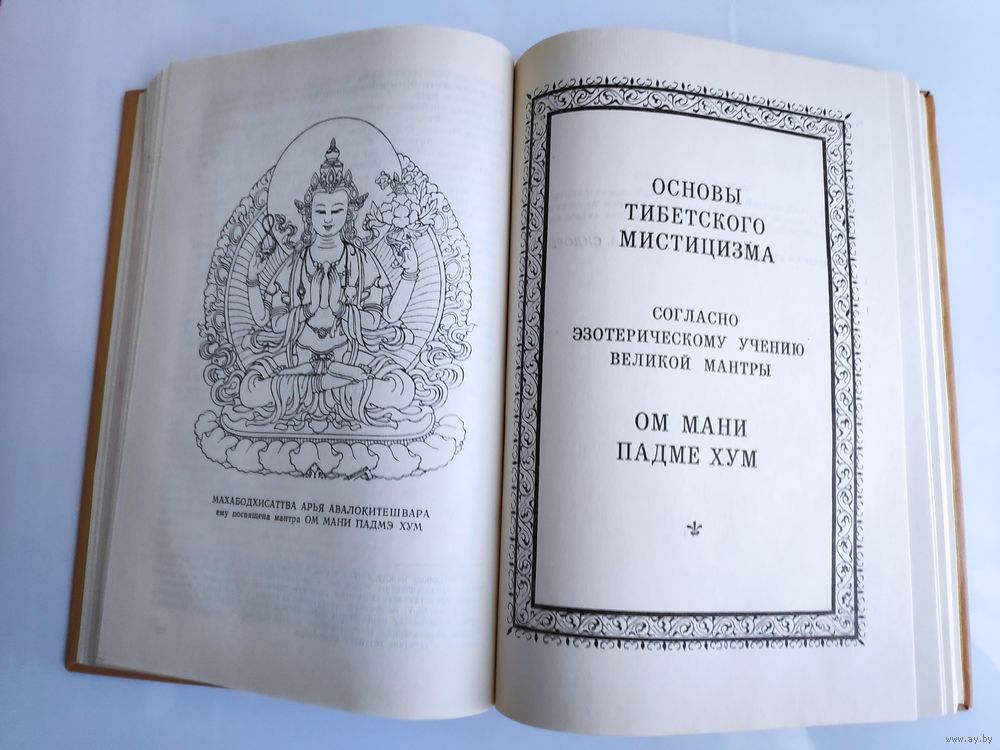 МАХАБОДХИСАТТВА АРЬЯ АВАЛОКИТЕШВАРА
ему посвящена мантра ОМ МАНИ ПАДМЭ ХУМ
ОСНОВЫ
ТИБЕТСКОГО
МИСТИЦИЗМА
СОГЛАСНО
ЭЗОТЕРИЧЕСКОМУ УЧЕНИЮ
ВЕЛИКОЙ МАНТРЫ
ОМ МАНИ
ПАДМЕ ХУМ
www.ay.by